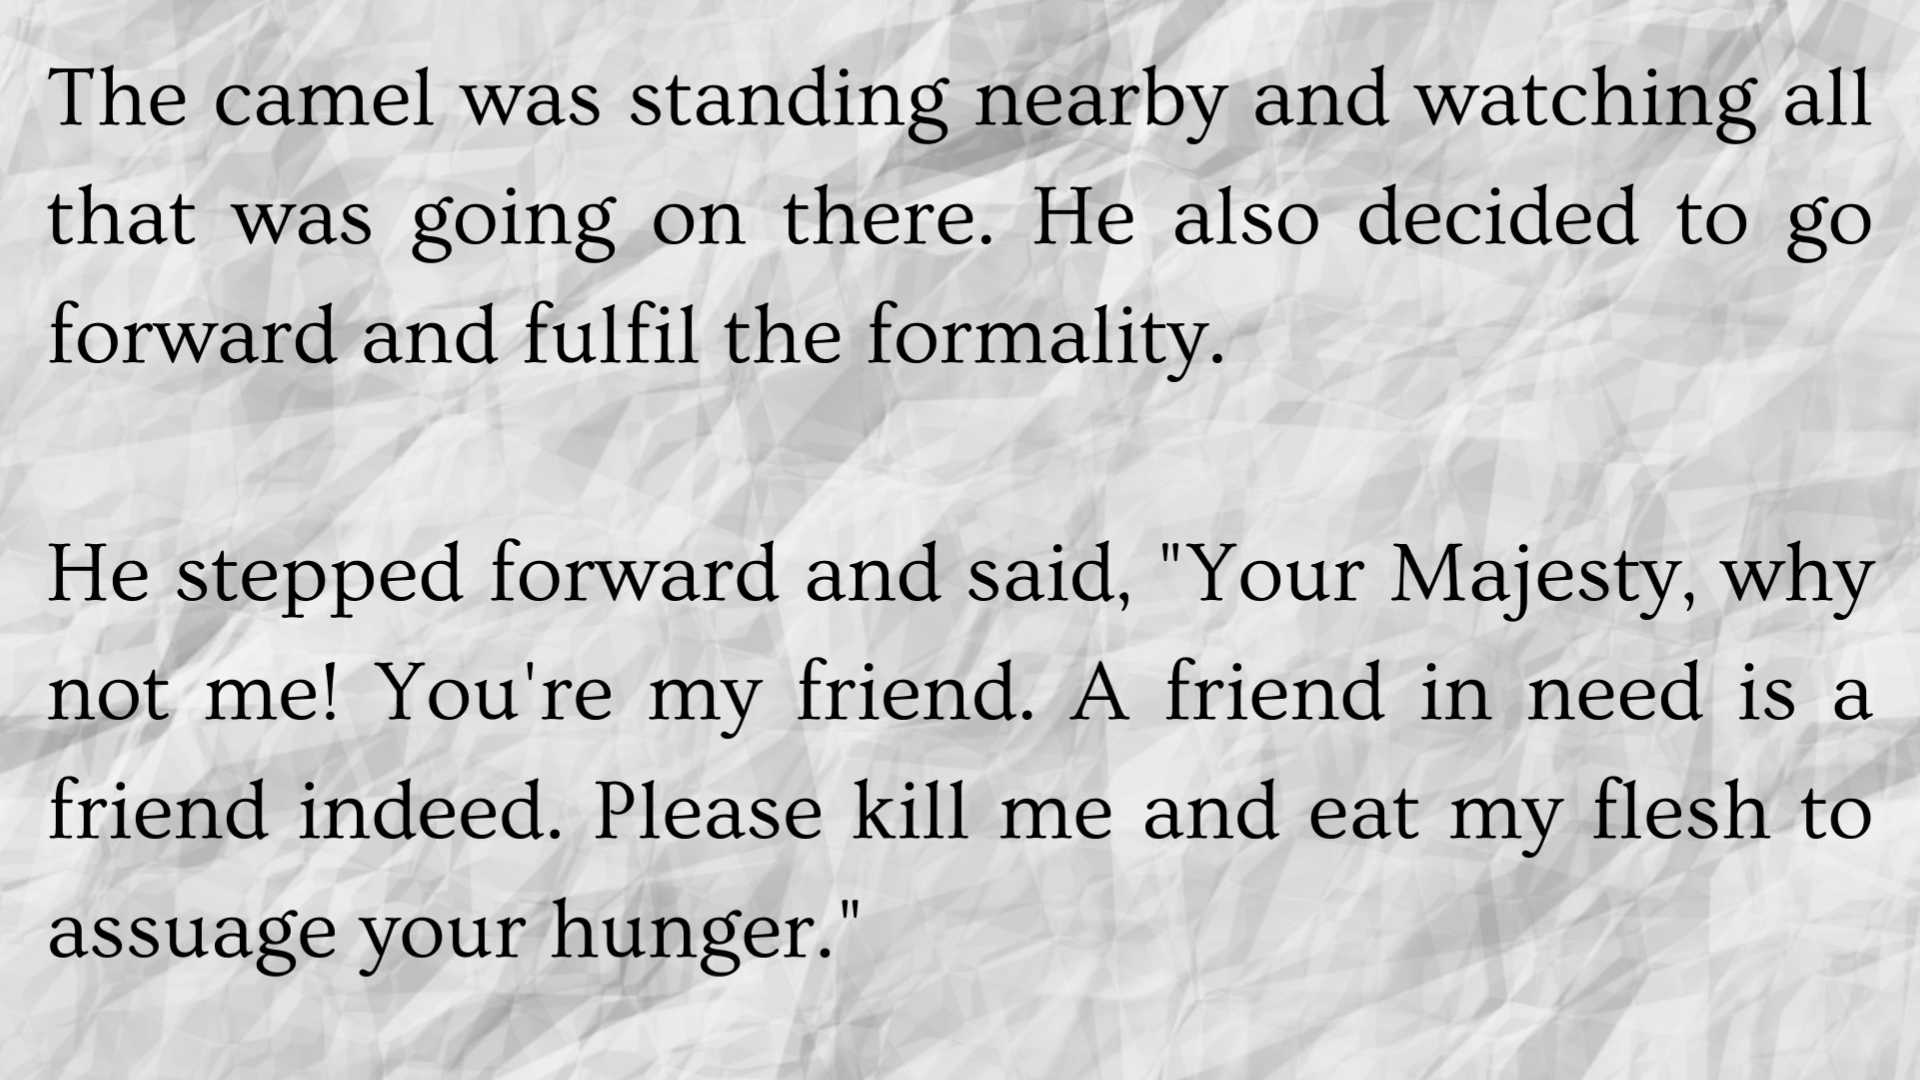 The camel was standing nearby and watching all
that was going on there. He also decided to go
forward and fulfil the formality.
He stepped forward and said, "Your Majesty, why
not me! You're my friend. A friend in need is a
friend indeed. Please kill me and eat my flesh to
assuage your hunger."